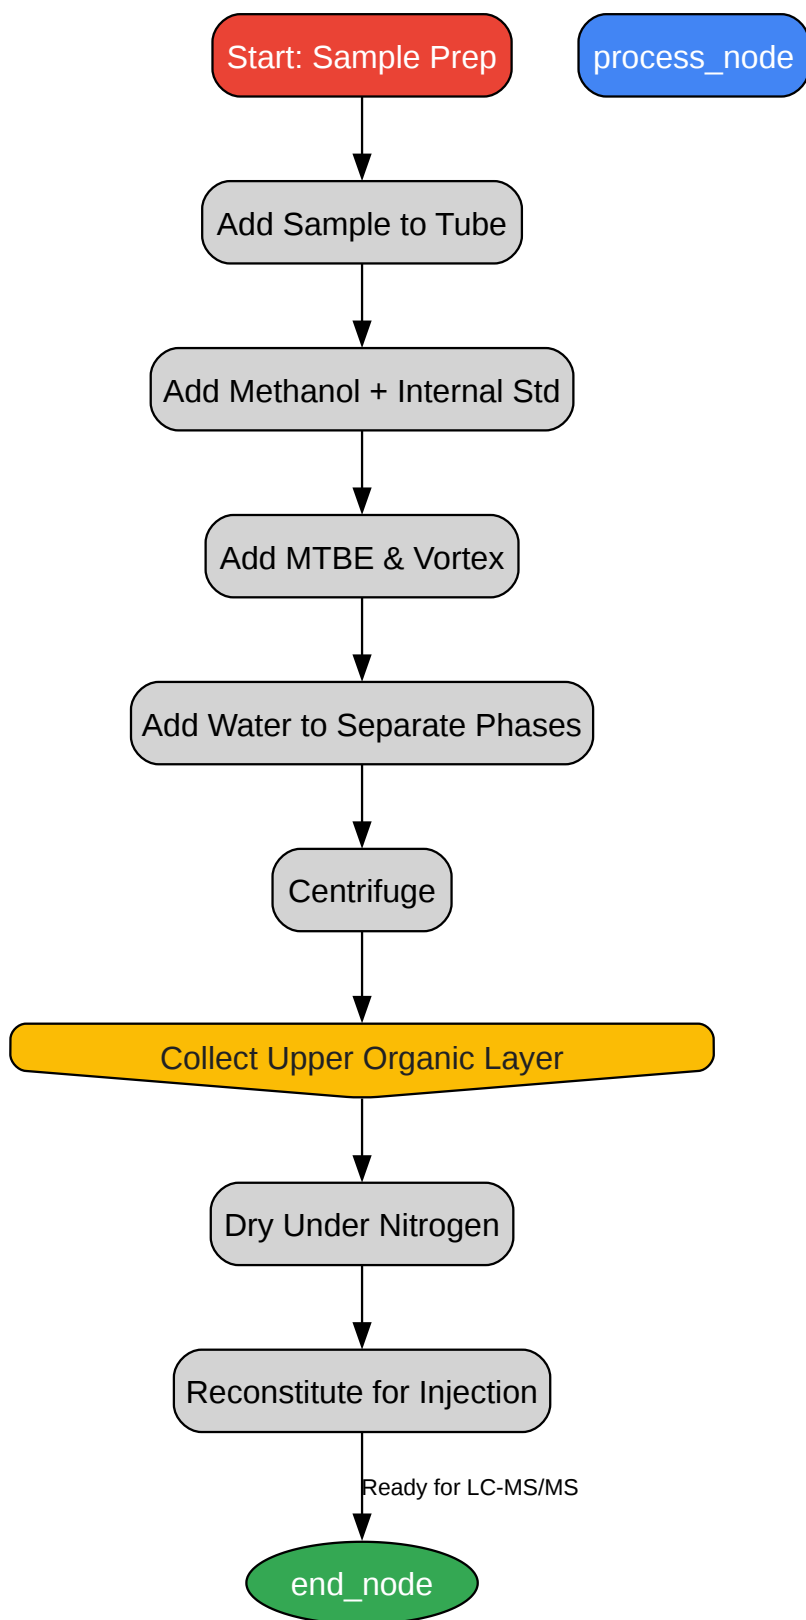 Start: Sample Prep
process_node
Add Sample to Tube
Add Methanol + Internal Std
Add MTBE & Vortex
Add Water to Separate Phases
Centrifuge
Collect Upper Organic Layer
Dry Under Nitrogen
Reconstitute for Injection
Ready for LC-MS/MS
end_node